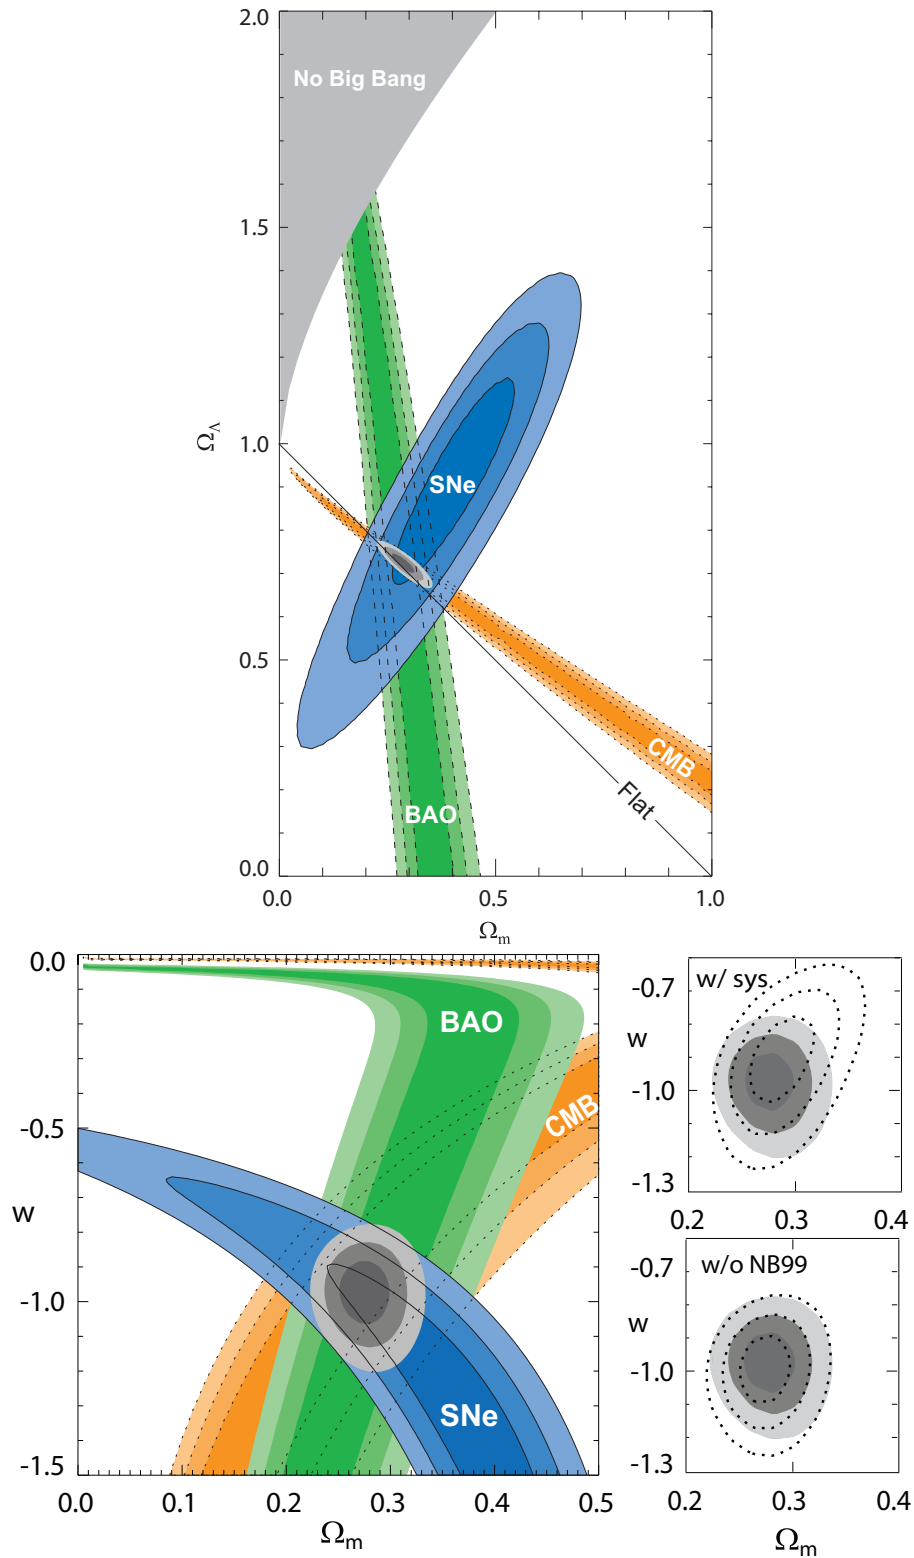 2.0
No Big Bang
1.5
Ω_Λ
1.0
SNe
0.5
CMB
BAO
Flat
0.0
0.0 0.5 1.0
Ω_m
0.0
BAO
CMB
-0.5
w
-1.0
SNe
-1.5
0.0 0.1 0.2 0.3 0.4 0.5
Ω_m
-0.7
w/ sys
w
-1.0
-1.3
0.2 0.3 0.4
-0.7
w/o NB99
w
-1.0
-1.3
0.2 0.3 0.4
Ω_m